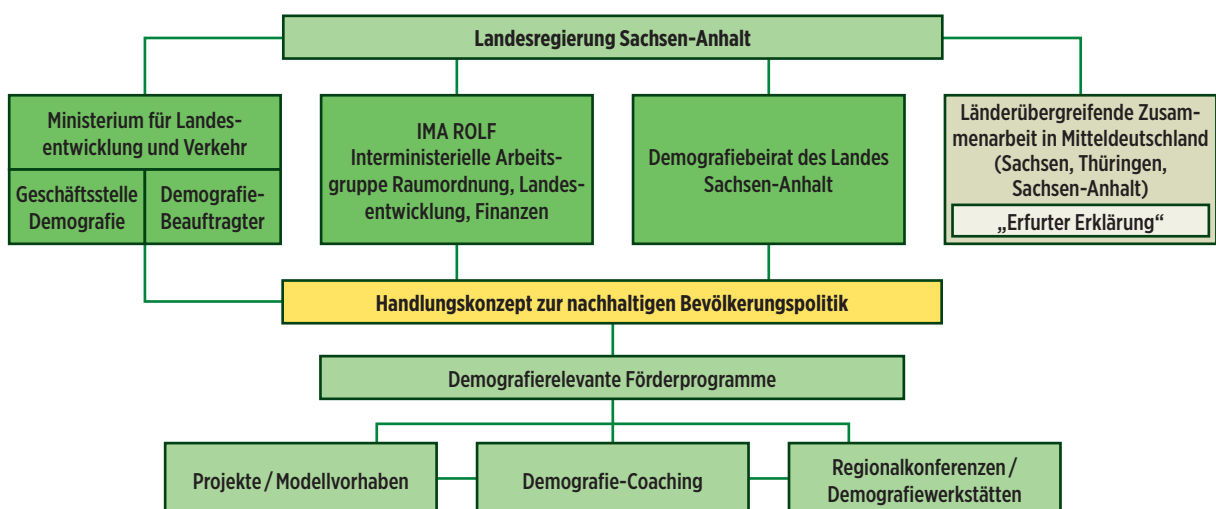 Landesregierung Sachsen-Anhalt
Ministerium für Landes-
entwicklung und Verkehr
Geschäftsstelle
Demografie
Demografie-
Beauftragter
IMA ROLF
Interministerielle Arbeits-
gruppe Raumordnung, Landes-
entwicklung, Finanzen
Demografiebeirat des Landes
Sachsen-Anhalt
Länderübergreifende Zusam-
menarbeit in Mitteldeutschland
(Sachsen, Thüringen,
Sachsen-Anhalt)
„Erfurter Erklärung“
Handlungskonzept zur nachhaltigen Bevölkerungspolitik
Demografierelevante Förderprogramme
Projekte / Modellvorhaben
Demografie-Coaching
Regionalkonferenzen /
Demografiewerkstätten